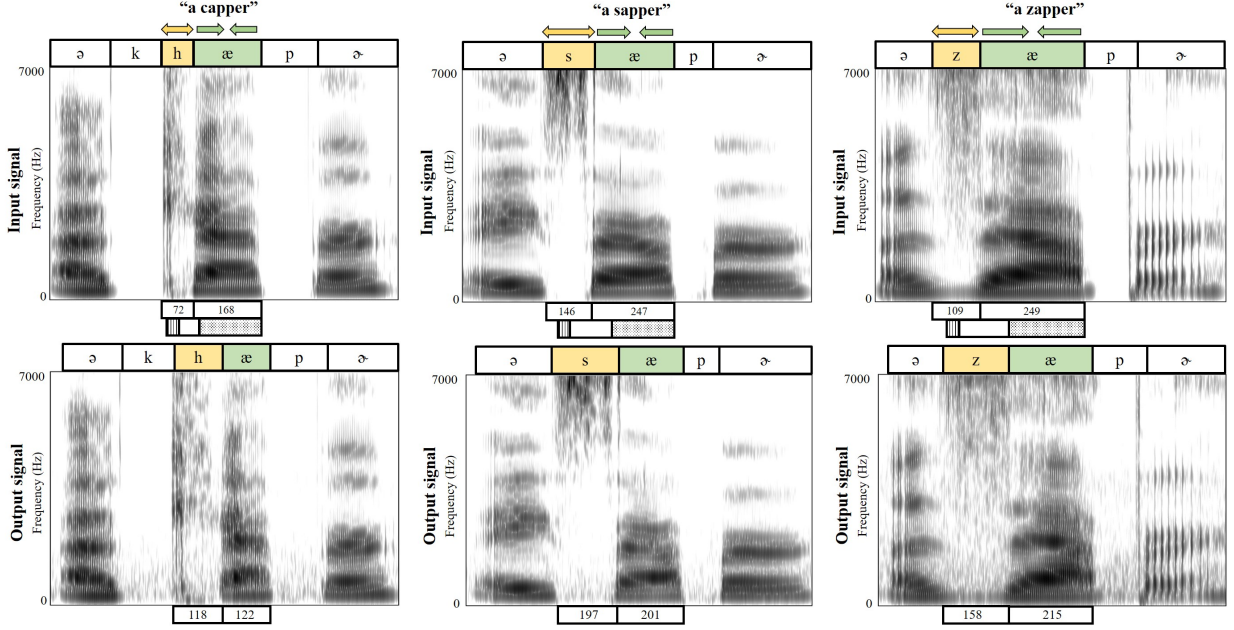 “a capper”
“a sapper”
“a zapper”
ə k h æ p ɚ
ə s æ p ɚ
ə z æ p ɚ
7000
7000
7000
Input signal
Frequency (Hz)
Input signal
Frequency (Hz)
Input signal
Frequency (Hz)
0
0
0
72 168
146 247
109 249
ə k h æ p ɚ
ə s æ p ɚ
ə z æ p ɚ
7000
7000
7000
Output signal
Frequency (Hz)
Output signal
Frequency (Hz)
Output signal
Frequency (Hz)
0
0
0
118 122
197 201
158 215